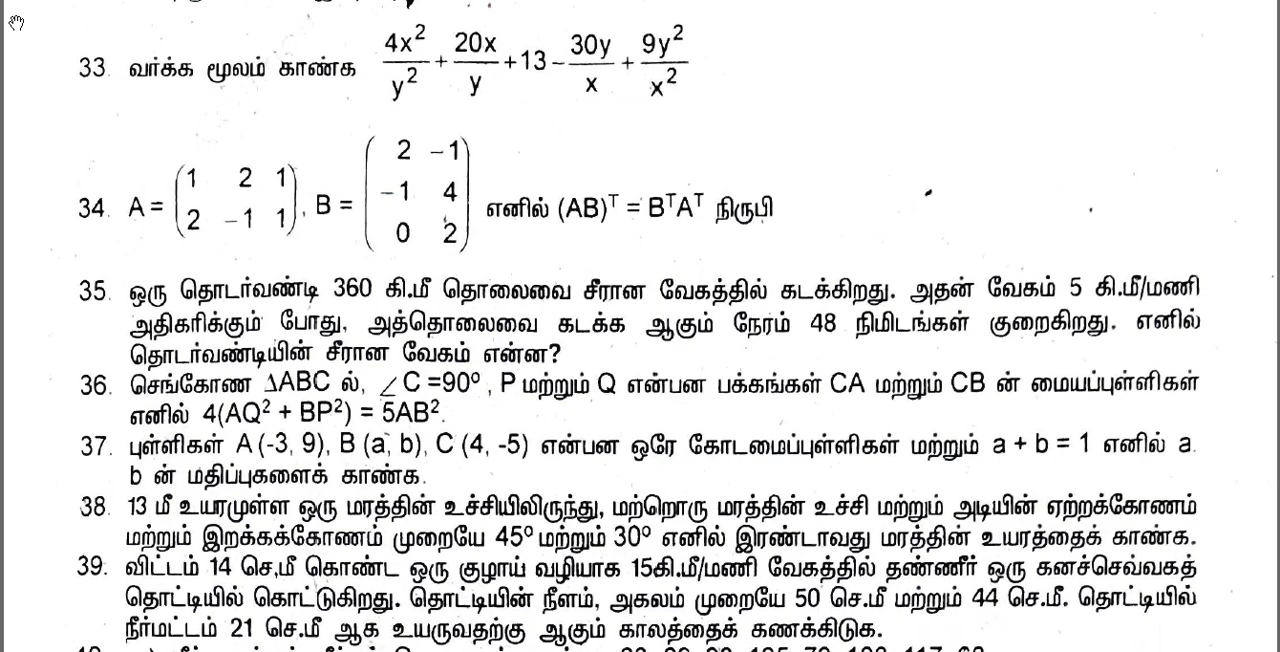 33. வர்க்க மூலம் காண்க 4x²/y² + 20x/y + 13 − 30y/x + 9y²/x²
34. A = (1 2 1; 2 −1 1), B = (2 −1; −1 4; 0 2) எனில் (AB)ᵀ = BᵀAᵀ நிருபி
35. ஒரு தொடர்வண்டி 360 கி.மீ தொலைவை சீரான வேகத்தில் கடக்கிறது. அதன் வேகம் 5 கி.மீ/மணி
அதிகரிக்கும் போது, அத்தொலைவை கடக்க ஆகும் நேரம் 48 நிமிடங்கள் குறைகிறது. எனில்
தொடர்வண்டியின் சீரான வேகம் என்ன?
36. செங்கோண ΔABC ல், ∠C =90°, P மற்றும் Q என்பன பக்கங்கள் CA மற்றும் CB ன் மையப்புள்ளிகள்
எனில் 4(AQ² + BP²) = 5AB².
37. புள்ளிகள் A (-3, 9), B (a, b), C (4, -5) என்பன ஒரே கோடமைப்புள்ளிகள் மற்றும் a + b = 1 எனில் a.
b ன் மதிப்புகளைக் காண்க.
38. 13 மீ உயரமுள்ள ஒரு மரத்தின் உச்சியிலிருந்து, மற்றொரு மரத்தின் உச்சி மற்றும் அடியின் ஏற்றக்கோணம்
மற்றும் இறக்கக்கோணம் முறையே 45° மற்றும் 30° எனில் இரண்டாவது மரத்தின் உயரத்தைக் காண்க.
39. விட்டம் 14 செ,மீ கொண்ட ஒரு குழாய் வழியாக 15கி.மீ/மணி வேகத்தில் தண்ணீர் ஒரு கனச்செவ்வகத்
தொட்டியில் கொட்டுகிறது. தொட்டியின் நீளம், அகலம் முறையே 50 செ.மீ மற்றும் 44 செ.மீ. தொட்டியில்
நீர்மட்டம் 21 செ.மீ ஆக உயருவதற்கு ஆகும் காலத்தைக் கணக்கிடுக.